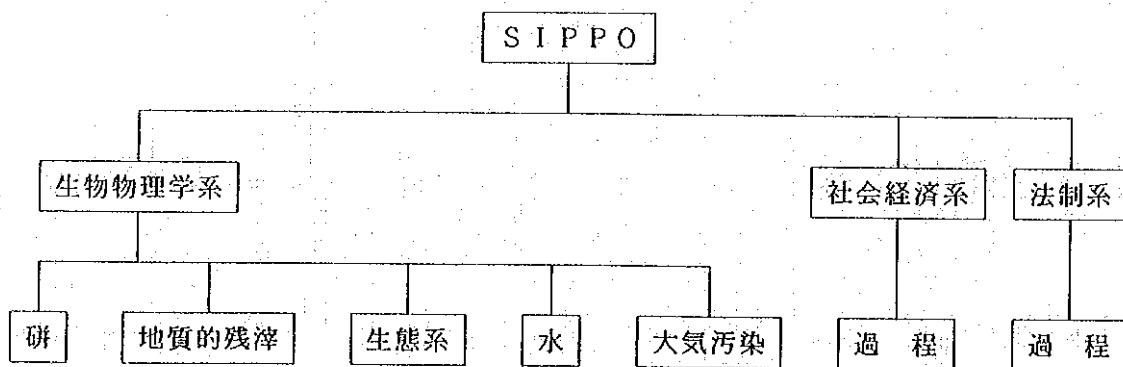 SIPPO
生物物理学系
社会経済系
法制系
硑
地質的残滓
生態系
水
大気汚染
過 程
過 程